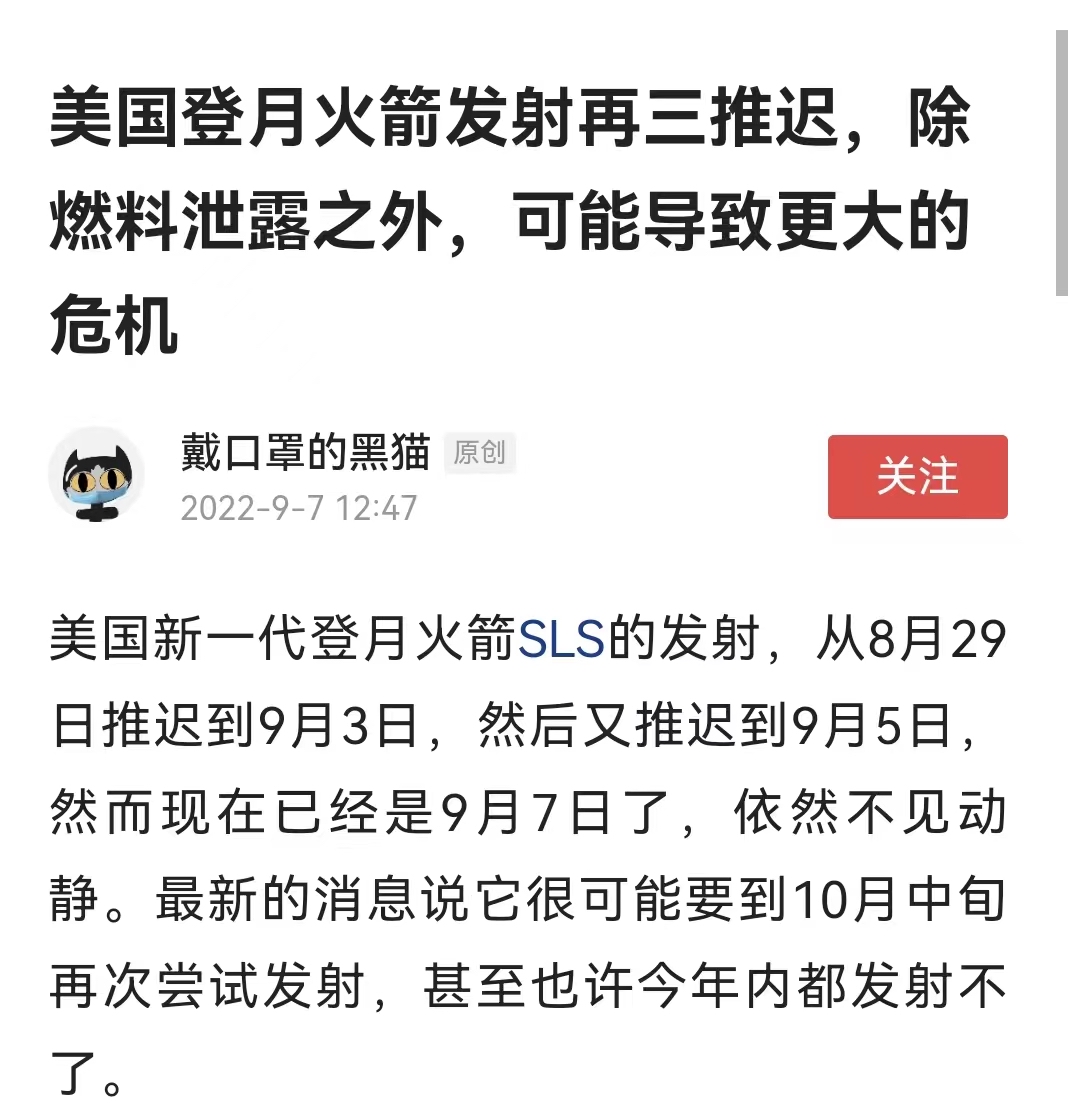 美国登月火箭发射再三推迟，除
燃料泄露之外，可能导致更大的
危机
戴口罩的黑猫 原创
2022-9-7 12:47
关注
美国新一代登月火箭SLS的发射，从8月29
日推迟到9月3日，然后又推迟到9月5日，
然而现在已经是9月7日了，依然不见动
静。最新的消息说它很可能要到10月中旬
再次尝试发射，甚至也许今年内都发射不
了。